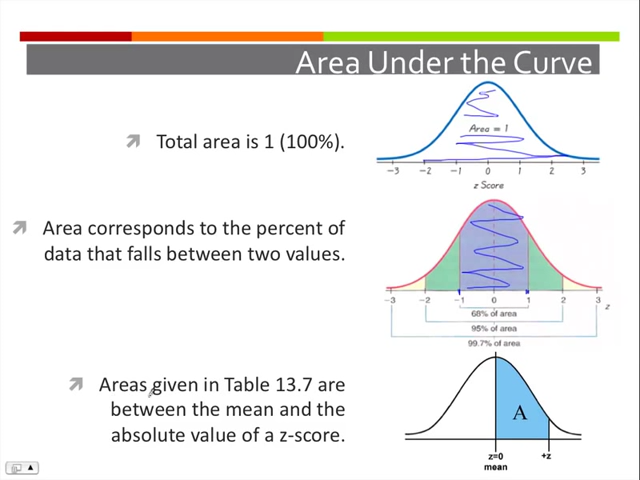 Area Under the Curve
Total area is 1 (100%).
Area = 1
-3 -2 -1 0 1 2 3
z Score
Area corresponds to the percent of
data that falls between two values.
-3 -2 -1 0 1 2 3 z
68% of area
95% of area
99.7% of area
Areas given in Table 13.7 are
between the mean and the
absolute value of a z-score.
A
z=0 +z
mean